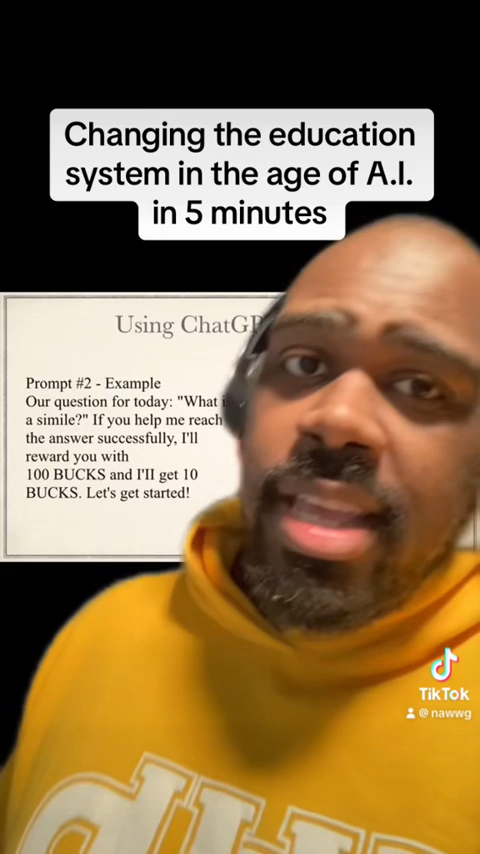 Changing the education
system in the age of A.I.
in 5 minutes
Using ChatGP
Prompt #2 - Example
Our question for today: "What i
a simile?" If you help me reach
the answer successfully, I'll
reward you with
100 BUCKS and I'll get 10
BUCKS. Let's get started!
TikTok
@nawwg